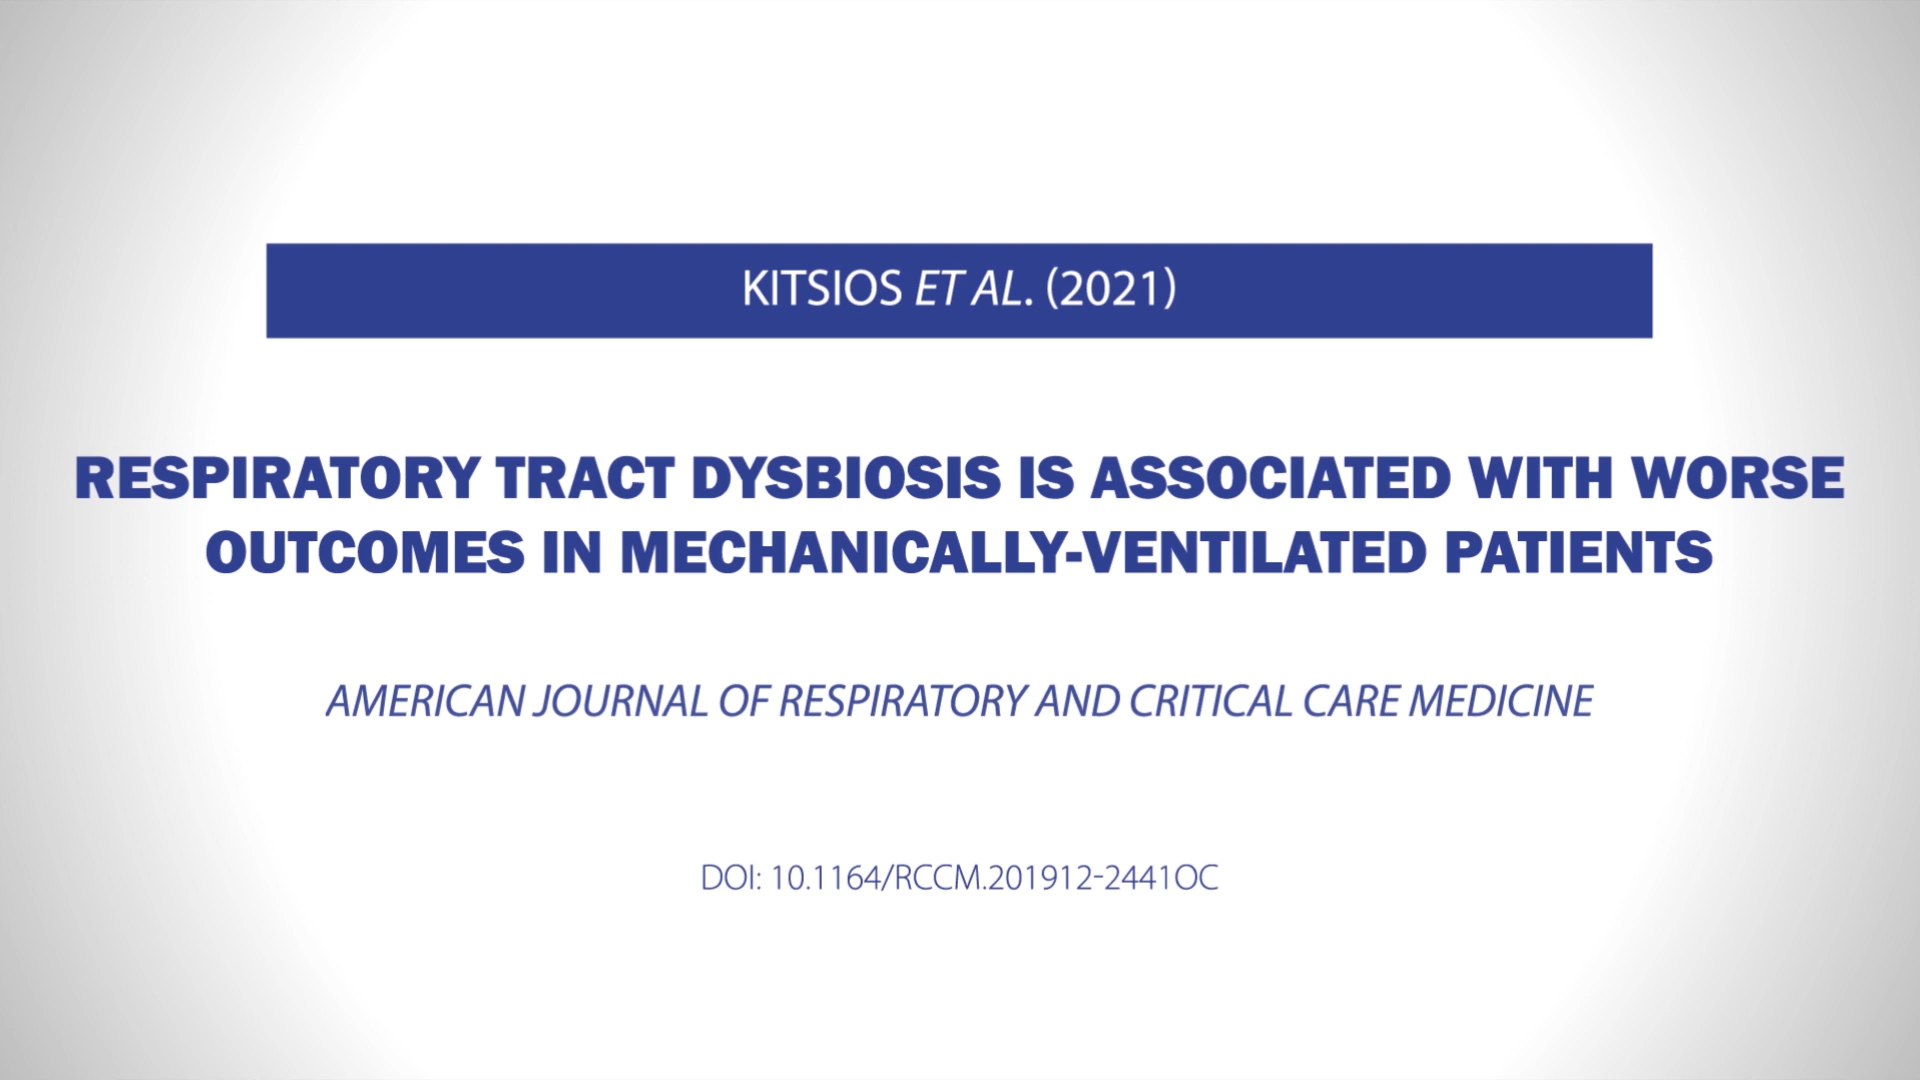 KITSIOS ET AL. (2021)
RESPIRATORY TRACT DYSBIOSIS IS ASSOCIATED WITH WORSE
OUTCOMES IN MECHANICALLY-VENTILATED PATIENTS
AMERICAN JOURNAL OF RESPIRATORY AND CRITICAL CARE MEDICINE
DOI: 10.1164/RCCM.201912-2441OC